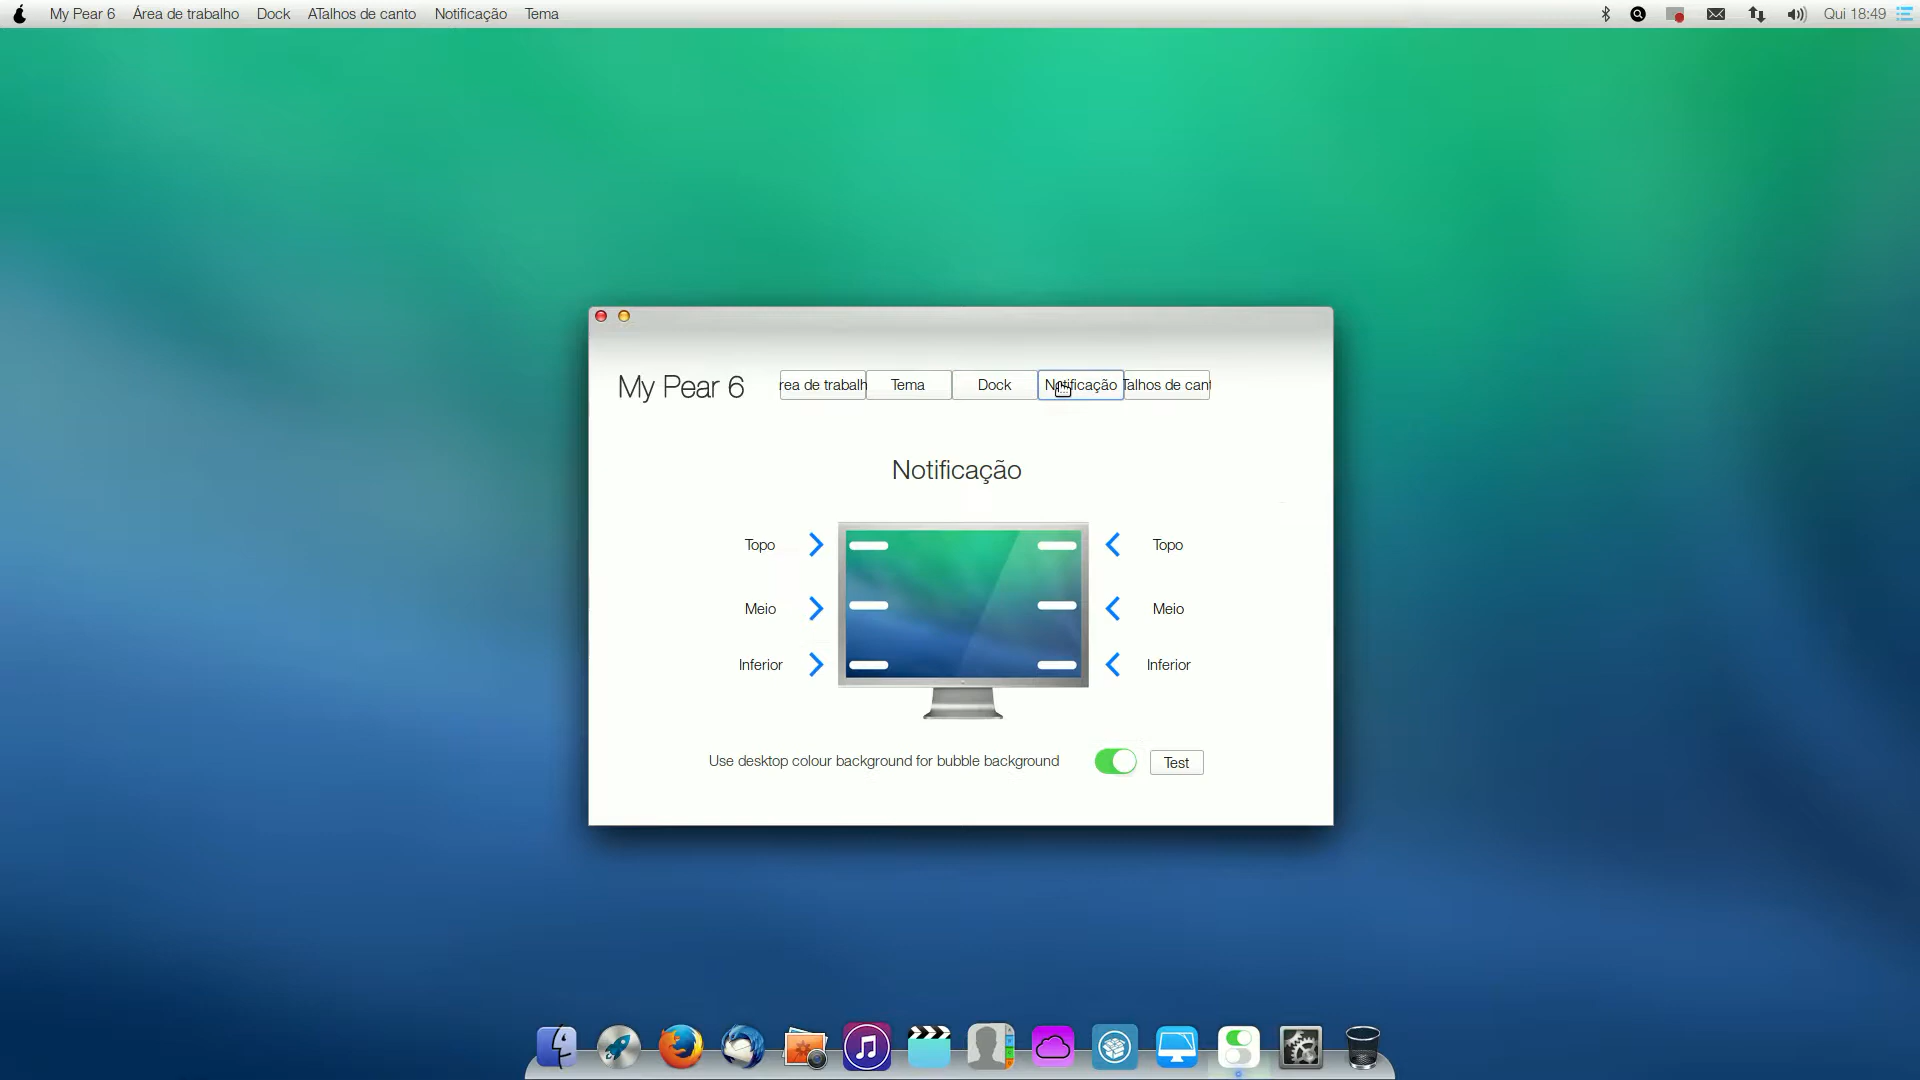 My Pear 6 Área de trabalho Dock ATalhos de canto Notificação Tema Qui 18:49
My Pear 6 rea de trabalh Tema Dock Notificação Talhos de cant
Notificação
Topo Topo
Meio Meio
Inferior Inferior
Use desktop colour background for bubble background Test